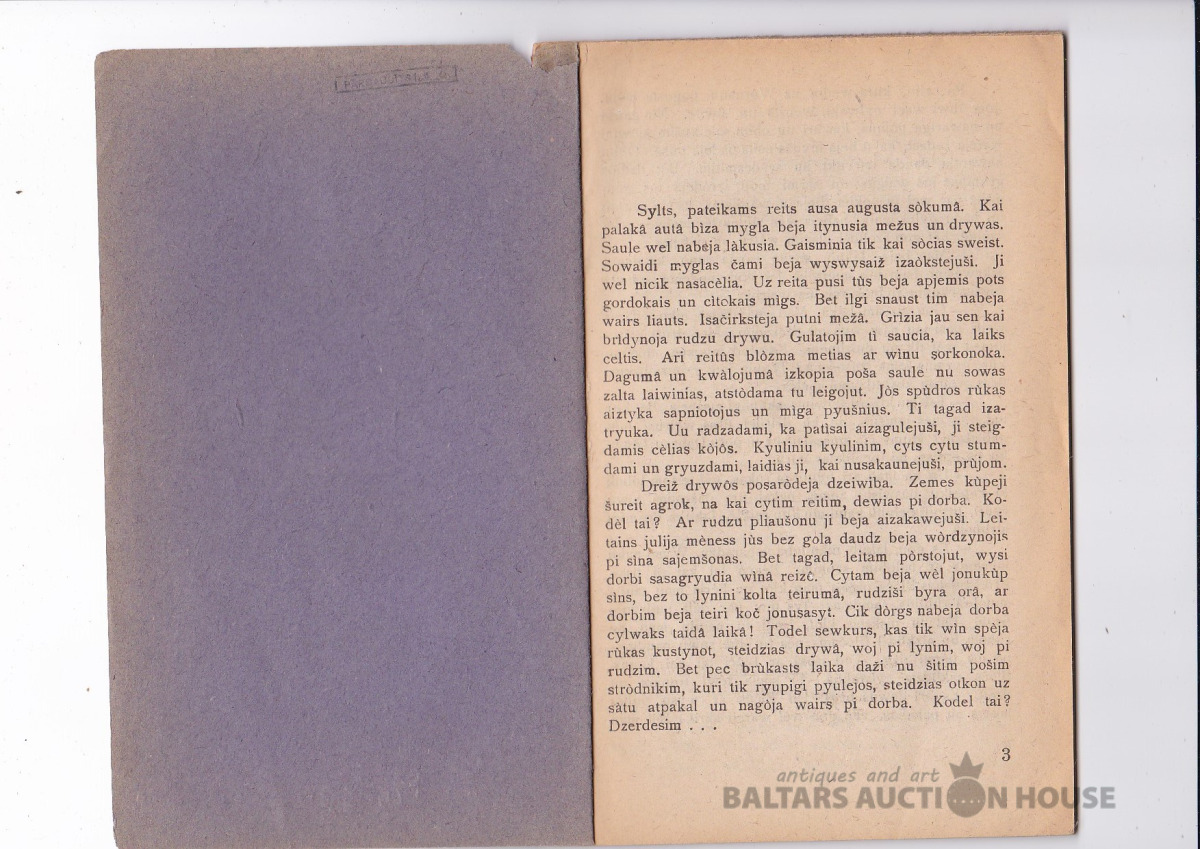 Sylts, pateikams reits ausa augusta sòkumâ. Kai
palakâ autâ bìza mygla beja itynusia mežus un drywas.
Saule wel nabeja làkusia. Gaisminia tik kai sòcias sweist.
Sowaidi myglas čami beja wyswysaiž izaòkstejuši. Ji
wel nicik nasacèlia. Uz reita pusi tùs beja apjemis pots
gordokais un cìtokais mìgs. Bet ilgi snaust tim nabeja
wairs liauts. Isačirksteja putni mežâ. Grìzia jau sen kai
brìdynoja rudzu drywu. Gulatojim tì saucia, ka laiks
celtis. Ari reitûs blòzma metias ar wìnu şorkonoka.
Dagumâ un kwàlojumâ izkopia poša saule nu sowas
zalta laiwinías, atstòdama tu leigojut. Jòs spùdros rùkas
aiztyka sapniotojus un mìga pyušnius. Ti tagad iza-
tryuka. Uu radzadami, ka patìsai aizagulejuši, ji steig-
damis cèlias kòjôs. Kyuliniu kyulinim, cyts cytu stum-
dami un gryuzdami, laidias ji, kai nusakaunejuši, prùjom.
Dreiž drywôs posaròdeja dzeiwiba. Zemes kùpeji
šureit agrok, na kai cytim reitim, dewias pi dorba. Ko-
dèl tai? Ar rudzu pliaušonu ji beja aizakawejuši. Lei-
tains julija mèness jùs bez gola daudz beja wòrdzynojis
pi sìna sajemšonas. Bet tagad, leitam pòrstojut, wysi
dorbi sasagryudia wìnâ reizê. Cytam beja wèl jonukùp
sìns, bez to lynini kolta teirumâ, rudziši byra orâ, ar
dorbim beja teiri koč jonusasyt. Cik dòrgs nabeja dorba
cylwaks taidâ laikâ! Todel sewkurs, kas tik wìn spèja
rùkas kustynot, steidzias drywâ, woj pi lynim, woj pi
rudzim. Bet pec brùkasts laika daži nu šitim pošim
stròdnikim, kuri tik ryupigi pyulejos, steidzias otkon uz
sàtu atpakal un nagòja wairs pi dorba. Kodel tai?
Dzerdesim . . .
3
antiques and art
BALTARS AUCTION HOUSE